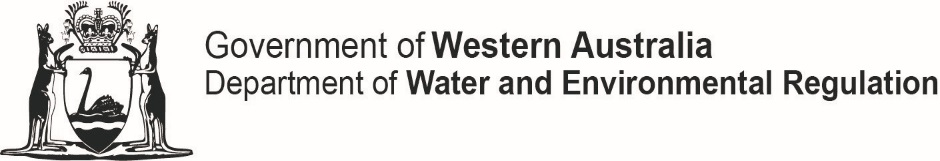 Government of Western Australia
Department of Water and Environmental Regulation